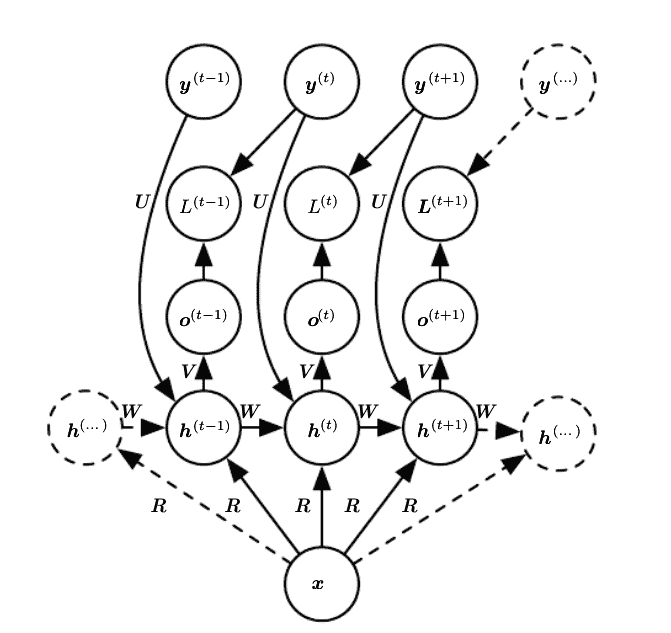 y(t−1) y(t) y(t+1) y(...)
U L(t−1) U L(t) U L(t+1)
o(t−1) o(t) o(t+1)
V V V
h(...) W h(t−1) W h(t) W h(t+1) W h(...)
R R R R R
x